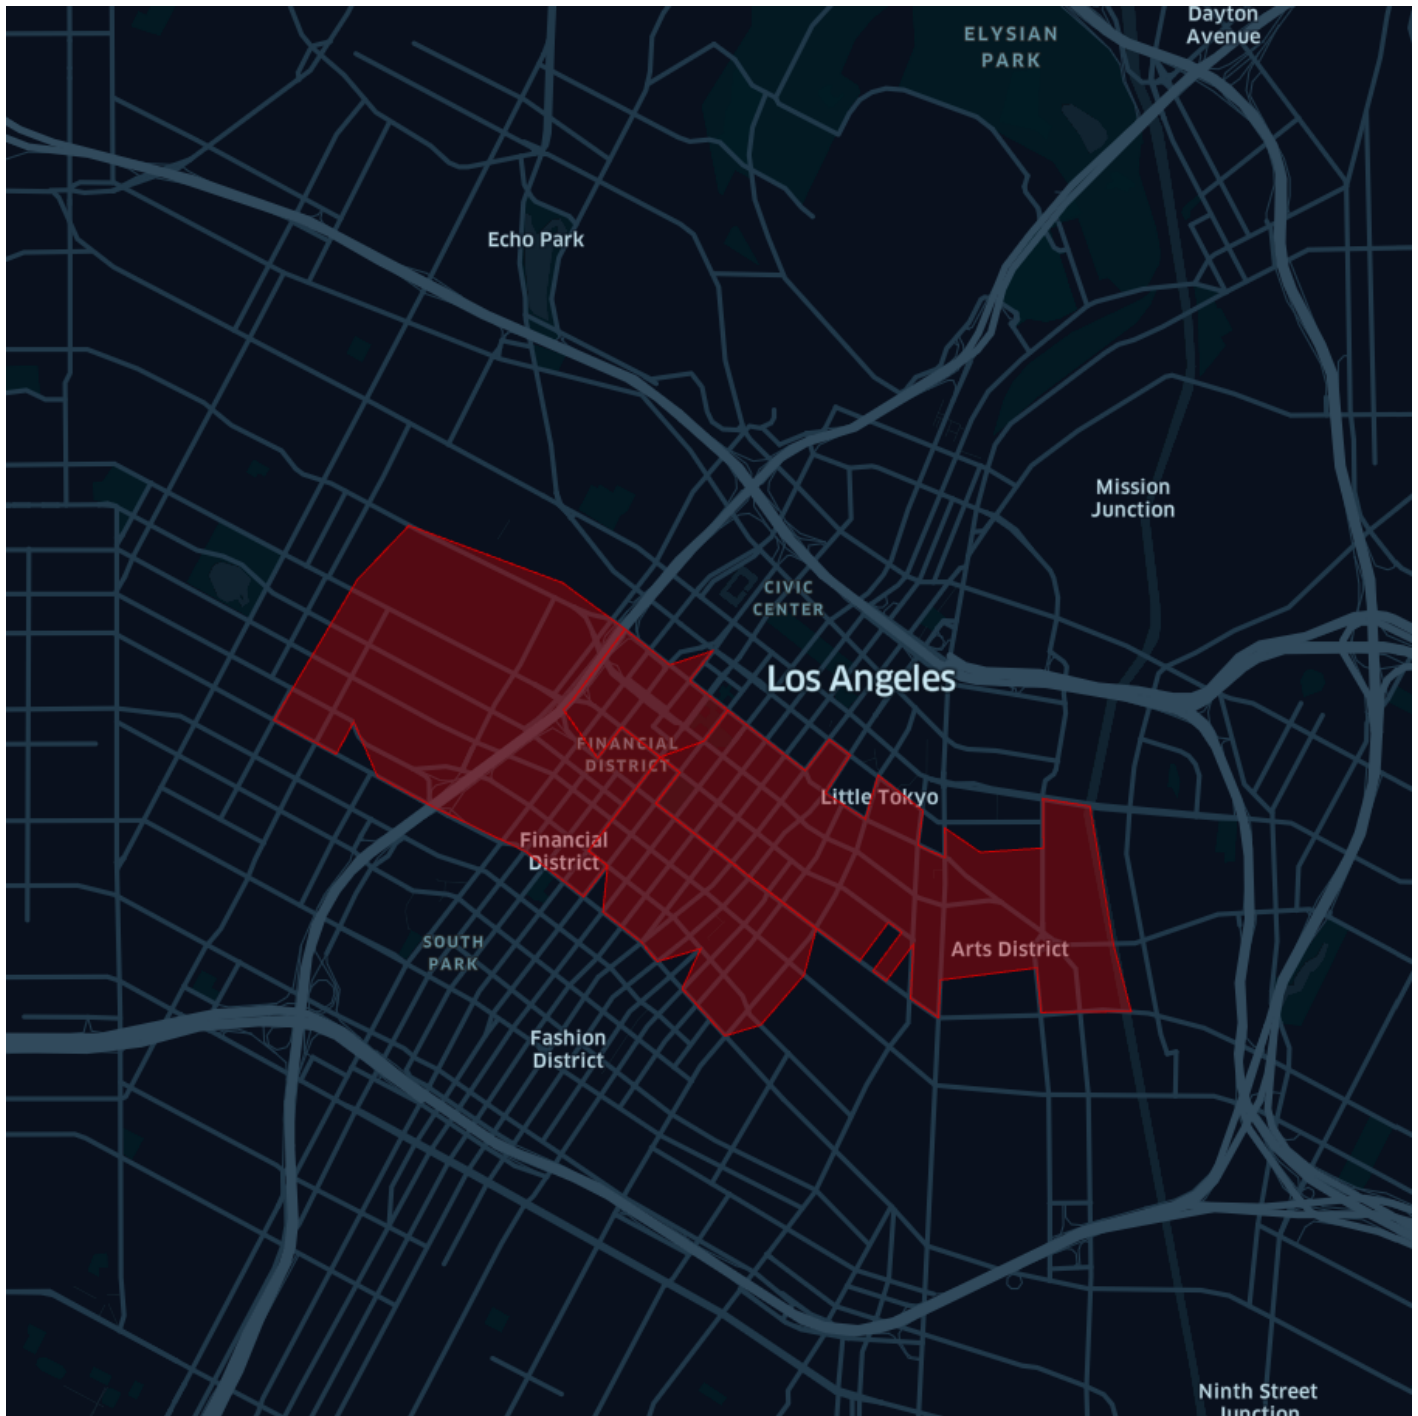 Dayton
Avenue
ELYSIAN
PARK
Echo Park
Mission
Junction
CIVIC
CENTER
Los Angeles
FINANCIAL
DISTRICT
Little Tokyo
Financial
District
Arts District
SOUTH
PARK
Fashion
District
Ninth Street
Junction